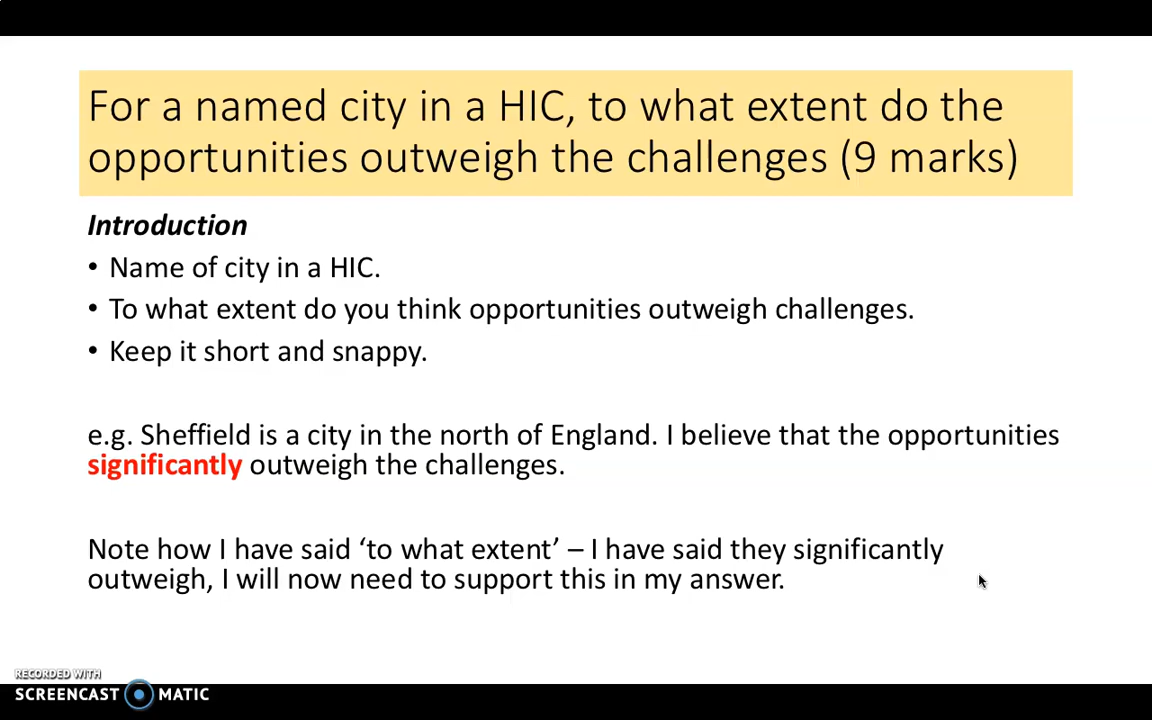 For a named city in a HIC, to what extent do the
opportunities outweigh the challenges (9 marks)
Introduction
• Name of city in a HIC.
• To what extent do you think opportunities outweigh challenges.
• Keep it short and snappy.
e.g. Sheffield is a city in the north of England. I believe that the opportunities
significantly outweigh the challenges.
Note how I have said ‘to what extent’ – I have said they significantly
outweigh, I will now need to support this in my answer.
RECORDED WITH
SCREENCAST MATIC